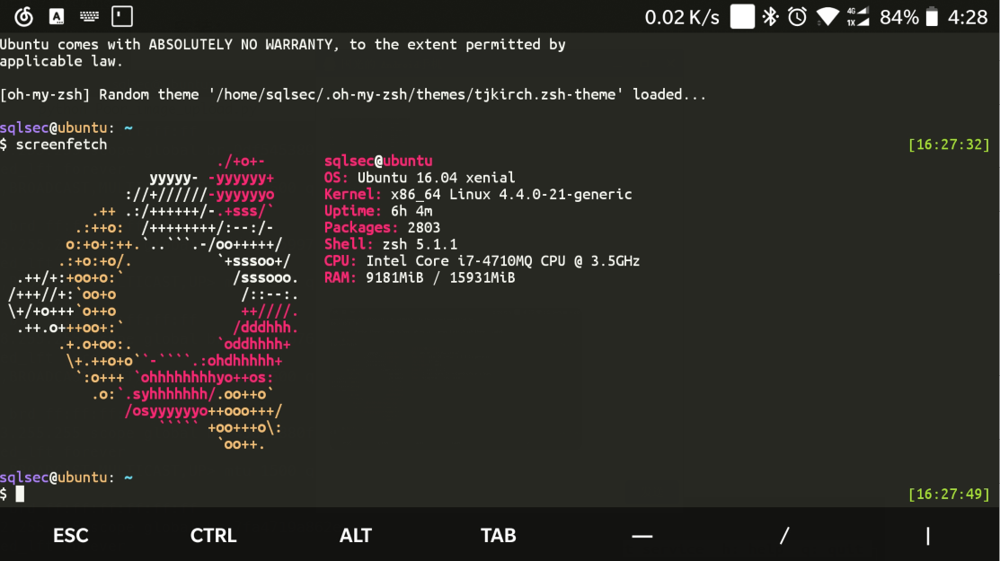 0.02 K/s 4G 1X 84% 4:28
Ubuntu comes with ABSOLUTELY NO WARRANTY, to the extent permitted by
applicable law.
[oh-my-zsh] Random theme '/home/sqlsec/.oh-my-zsh/themes/tjkirch.zsh-theme' loaded...
sqlsec@ubuntu: ~
$ screenfetch [16:27:32]
./+o+- sqlsec@ubuntu
yyyyy- -yyyyyy+ OS: Ubuntu 16.04 xenial
://+//////-yyyyyyo Kernel: x86_64 Linux 4.4.0-21-generic
.++ .:/++++++/-.+sss/` Uptime: 6h 4m
.:++o: /++++++++/:--:/- Packages: 2803
o:+o+:++.`..```.-/oo+++++/ Shell: zsh 5.1.1
.:+o:+o/. `+sssoo+/ CPU: Intel Core i7-4710MQ CPU @ 3.5GHz
.++/+:+oo+o:` /sssooo. RAM: 9181MiB / 15931MiB
/+++//+:`oo+o /::--:.
\+/+o+++`o++o ++////.
.++.o+++oo+:` /dddhhh.
.+.o+oo:. `oddhhhh+
\+.++o+o``-````.:ohdhhhhh+
`:o+++ `ohhhhhhhhyo++os:
.o:`.syhhhhhhh/.oo++o`
/osyyyyyyo++ooo+++/
````` +oo+++o\:
`oo++.
sqlsec@ubuntu: ~
$ [16:27:49]
ESC CTRL ALT TAB — / |